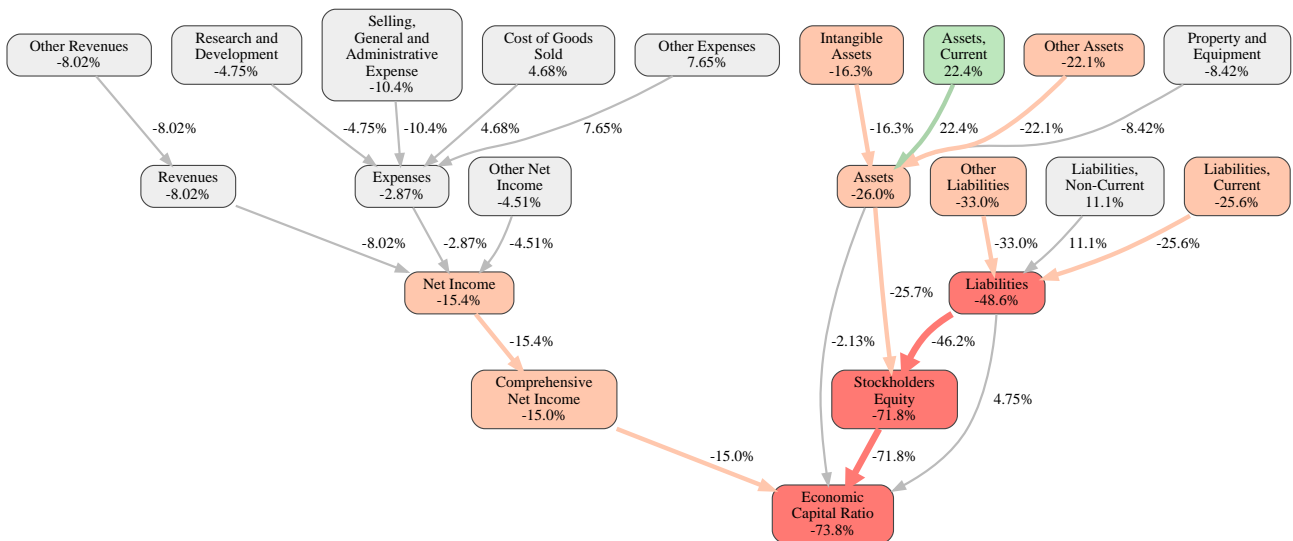 Other Revenues
-8.02%
Research and
Development
-4.75%
Selling,
General and
Administrative
Expense
-10.4%
Cost of Goods
Sold
4.68%
Other Expenses
7.65%
Intangible
Assets
-16.3%
Assets,
Current
22.4%
Other Assets
-22.1%
Property and
Equipment
-8.42%
-8.02%
-4.75%
-10.4%
4.68%
7.65%
-16.3%
22.4%
-22.1%
-8.42%
Revenues
-8.02%
Expenses
-2.87%
Other Net
Income
-4.51%
Assets
-26.0%
Other
Liabilities
-33.0%
Liabilities,
Non-Current
11.1%
Liabilities,
Current
-25.6%
-8.02%
-2.87%
-4.51%
-33.0%
11.1%
-25.6%
Net Income
-15.4%
-25.7%
Liabilities
-48.6%
-15.4%
-2.13%
-46.2%
Comprehensive
Net Income
-15.0%
Stockholders
Equity
-71.8%
4.75%
-15.0%
-71.8%
Economic
Capital Ratio
-73.8%